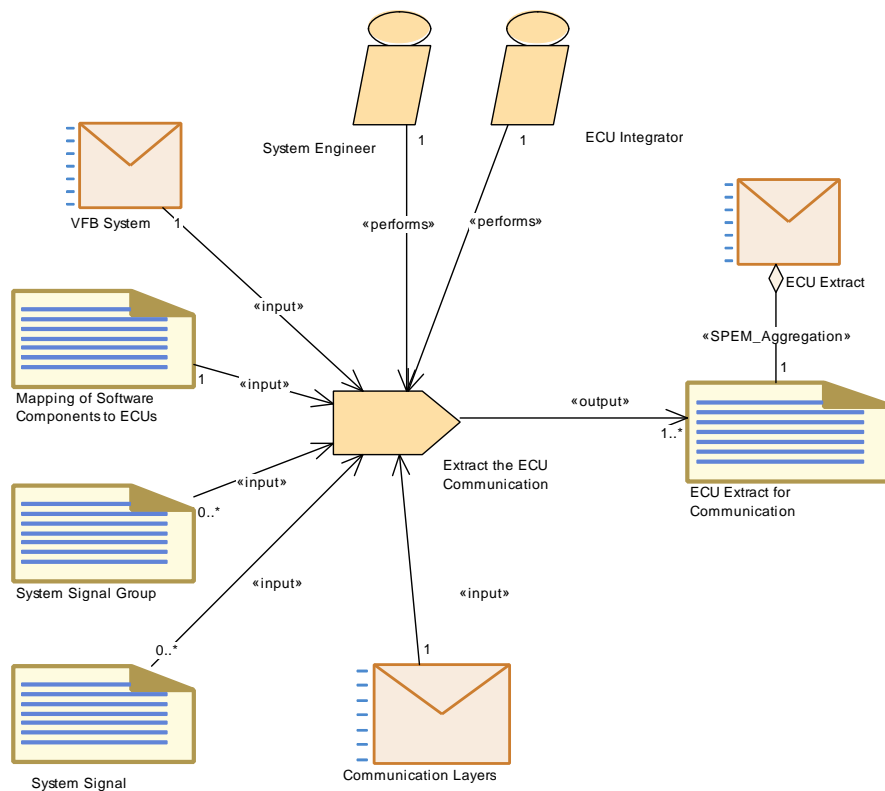 System Engineer
1
1
ECU Integrator
VFB System
1
«performs»
«performs»
ECU Extract
«input»
«SPEM_Aggregation»
1
Mapping of Software
Components to ECUs
1
«input»
«output»
1..*
Extract the ECU
Communication
ECU Extract for
Communication
«input»
0..*
System Signal Group
«input»
«input»
0..*
1
System Signal
Communication Layers